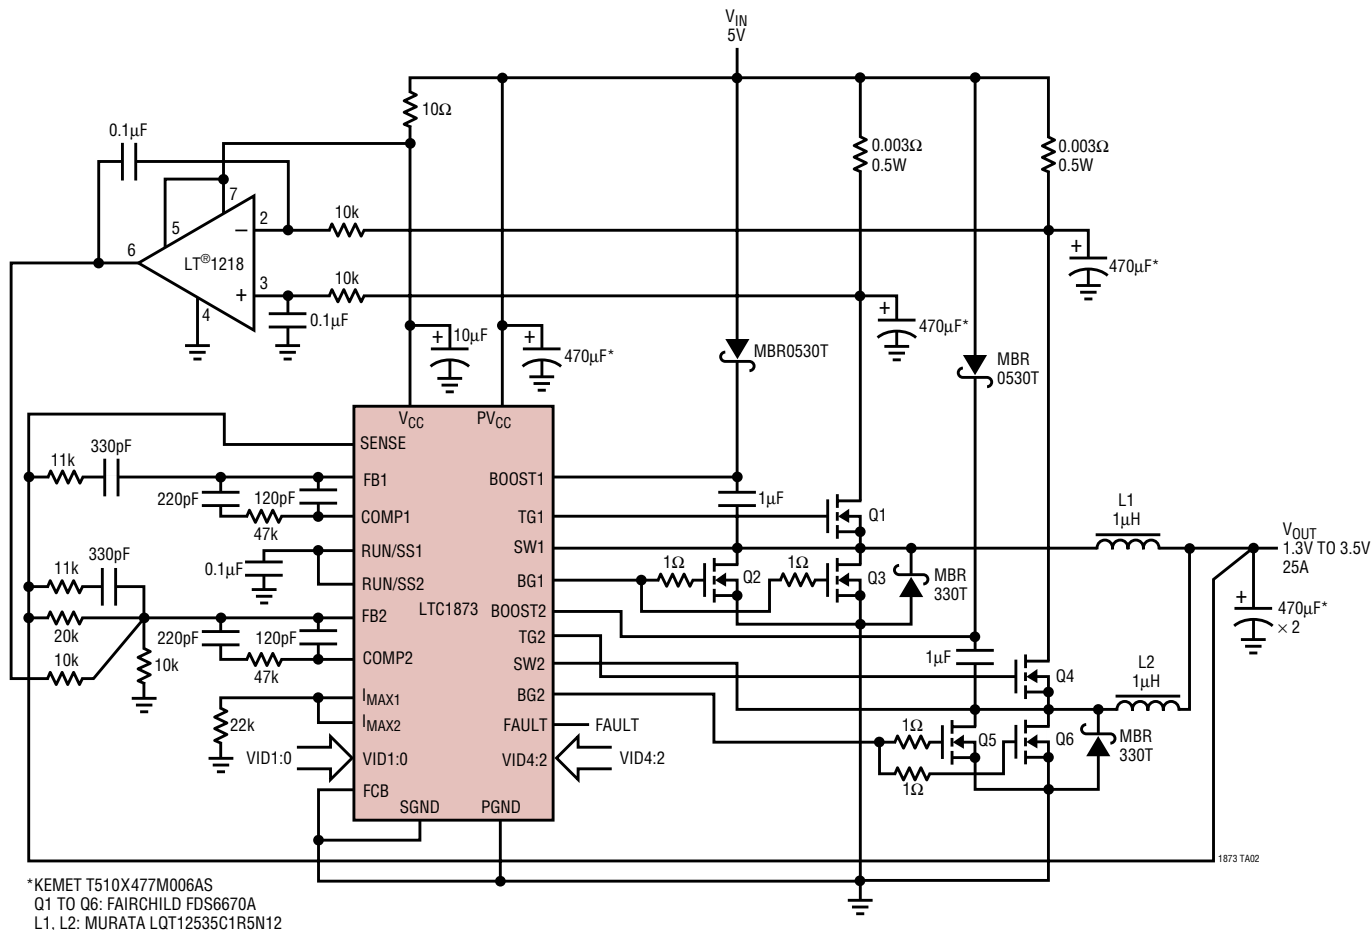 VIN
5V
10Ω
0.003Ω
0.5W
0.003Ω
0.5W
0.1µF
7
5
2
–
10k
6
LT®1218
3
+
10k
4
0.1µF
+
470µF*
+
470µF*
+
10µF
+
470µF*
MBR0530T
MBR
0530T
VCC
PVCC
SENSE
11k
330pF
FB1
BOOST1
220pF
120pF
1µF
COMP1
TG1
Q1
47k
L1
1µH
VOUT
1.3V TO 3.5V
25A
330pF
RUN/SS1
SW1
11k
0.1µF
1Ω
Q2
1Ω
Q3
MBR
330T
RUN/SS2
BG1
LTC1873
FB2
BOOST2
+
470µF*
× 2
20k
220pF
120pF
TG2
10k
10k
COMP2
SW2
1µF
Q4
L2
1µH
47k
IMAX1
BG2
22k
IMAX2
FAULT
FAULT
1Ω
Q5
Q6
MBR
330T
VID1:0
VID1:0
VID4:2
VID4:2
1Ω
FCB
SGND
PGND
1873 TA02
*KEMET T510X477M006AS
Q1 TO Q6: FAIRCHILD FDS6670A
L1, L2: MURATA LQT12535C1R5N12